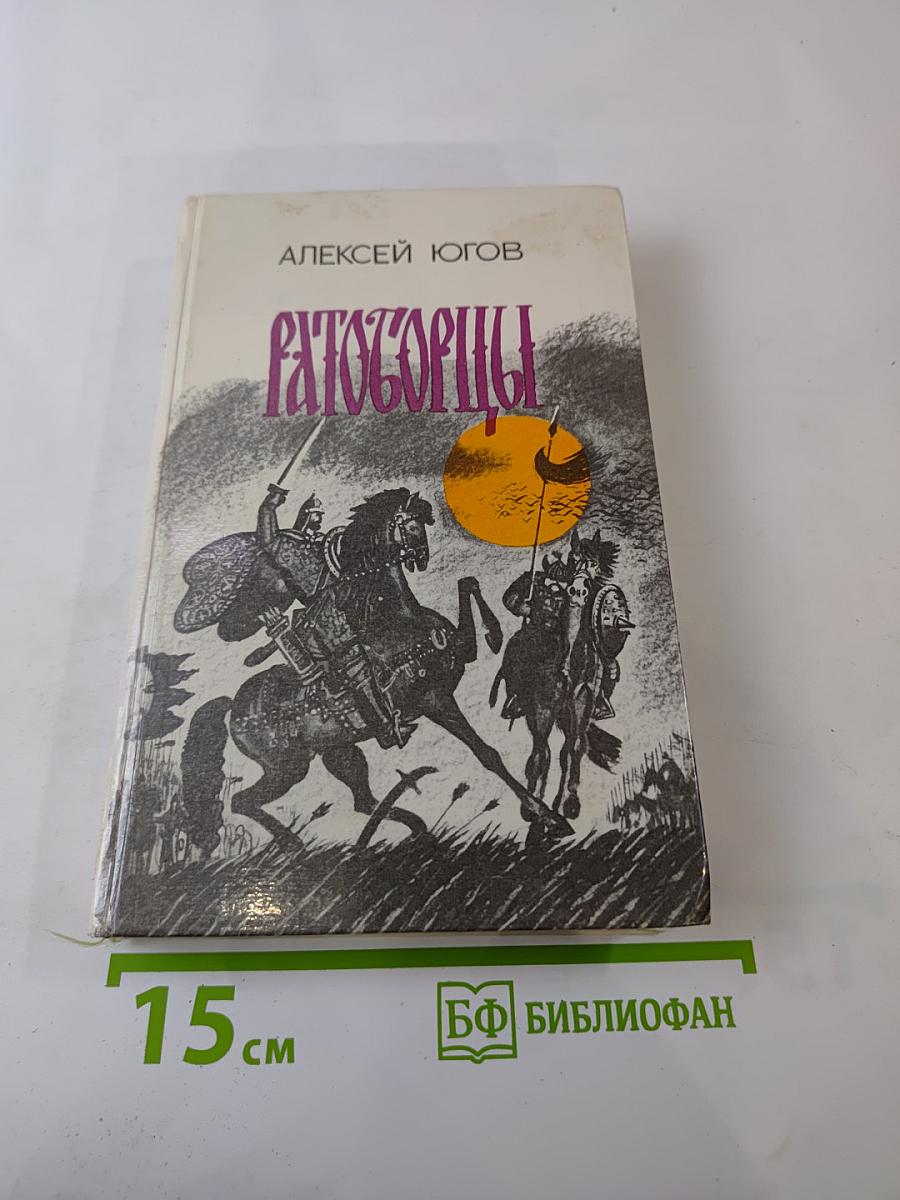 АЛЕКСЕЙ ЮГОВ
РАТОБОРЦЫ
15 см
БФ БИБЛИОФАН